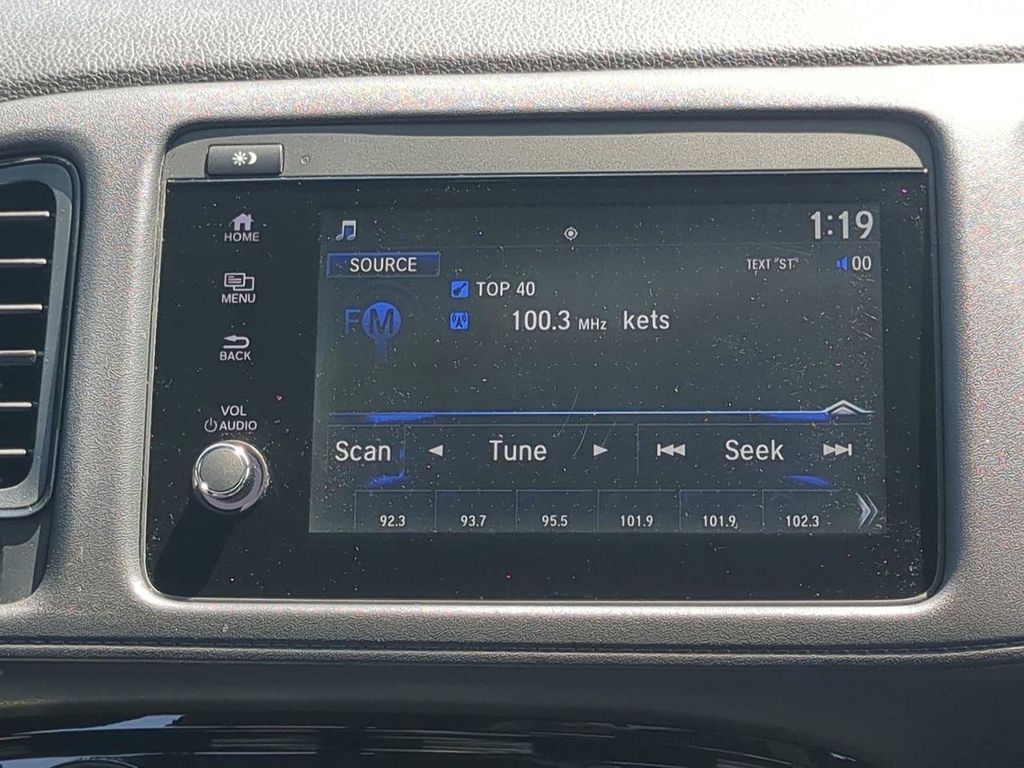 HOME
MENU
BACK
VOL
AUDIO
1:19
SOURCE
TEXT "ST"
00
TOP 40
FM
100.3 MHz kets
Scan Tune Seek
92.3 93.7 95.5 101.9 101.9, 102.3